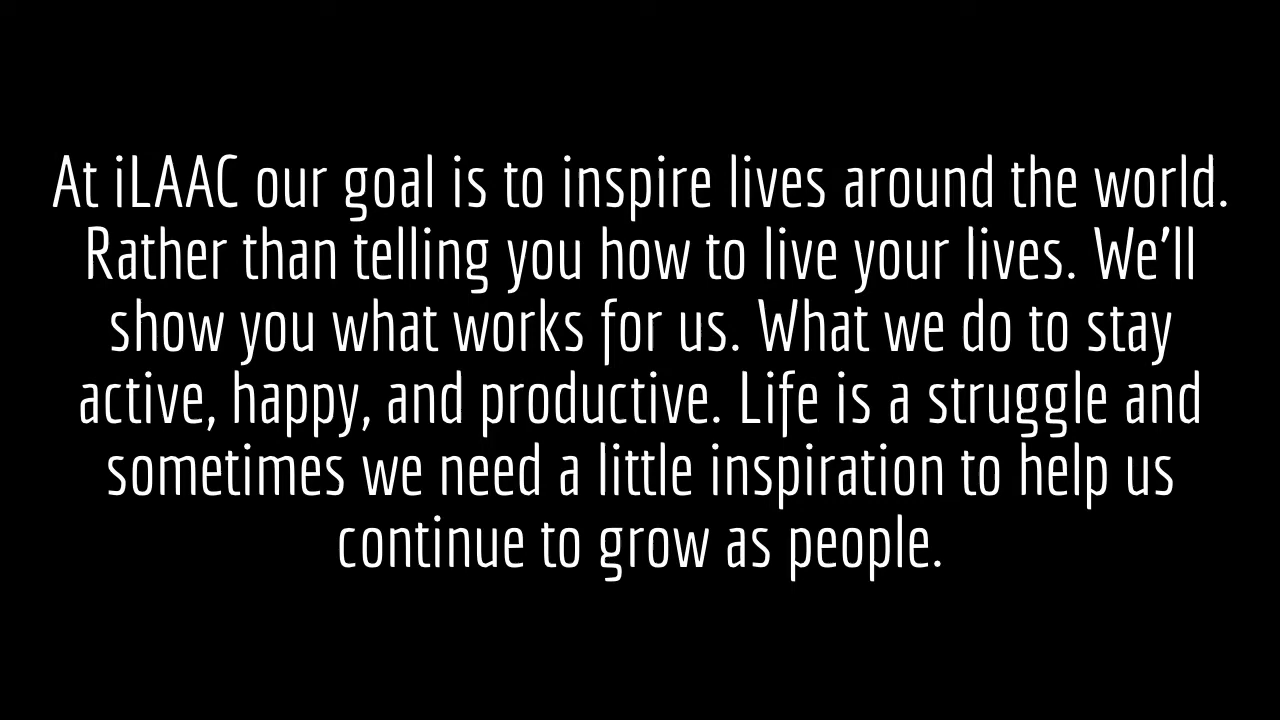 At iLAAC our goal is to inspire lives around the world.
Rather than telling you how to live your lives. We’ll
show you what works for us. What we do to stay
active, happy, and productive. Life is a struggle and
sometimes we need a little inspiration to help us
continue to grow as people.